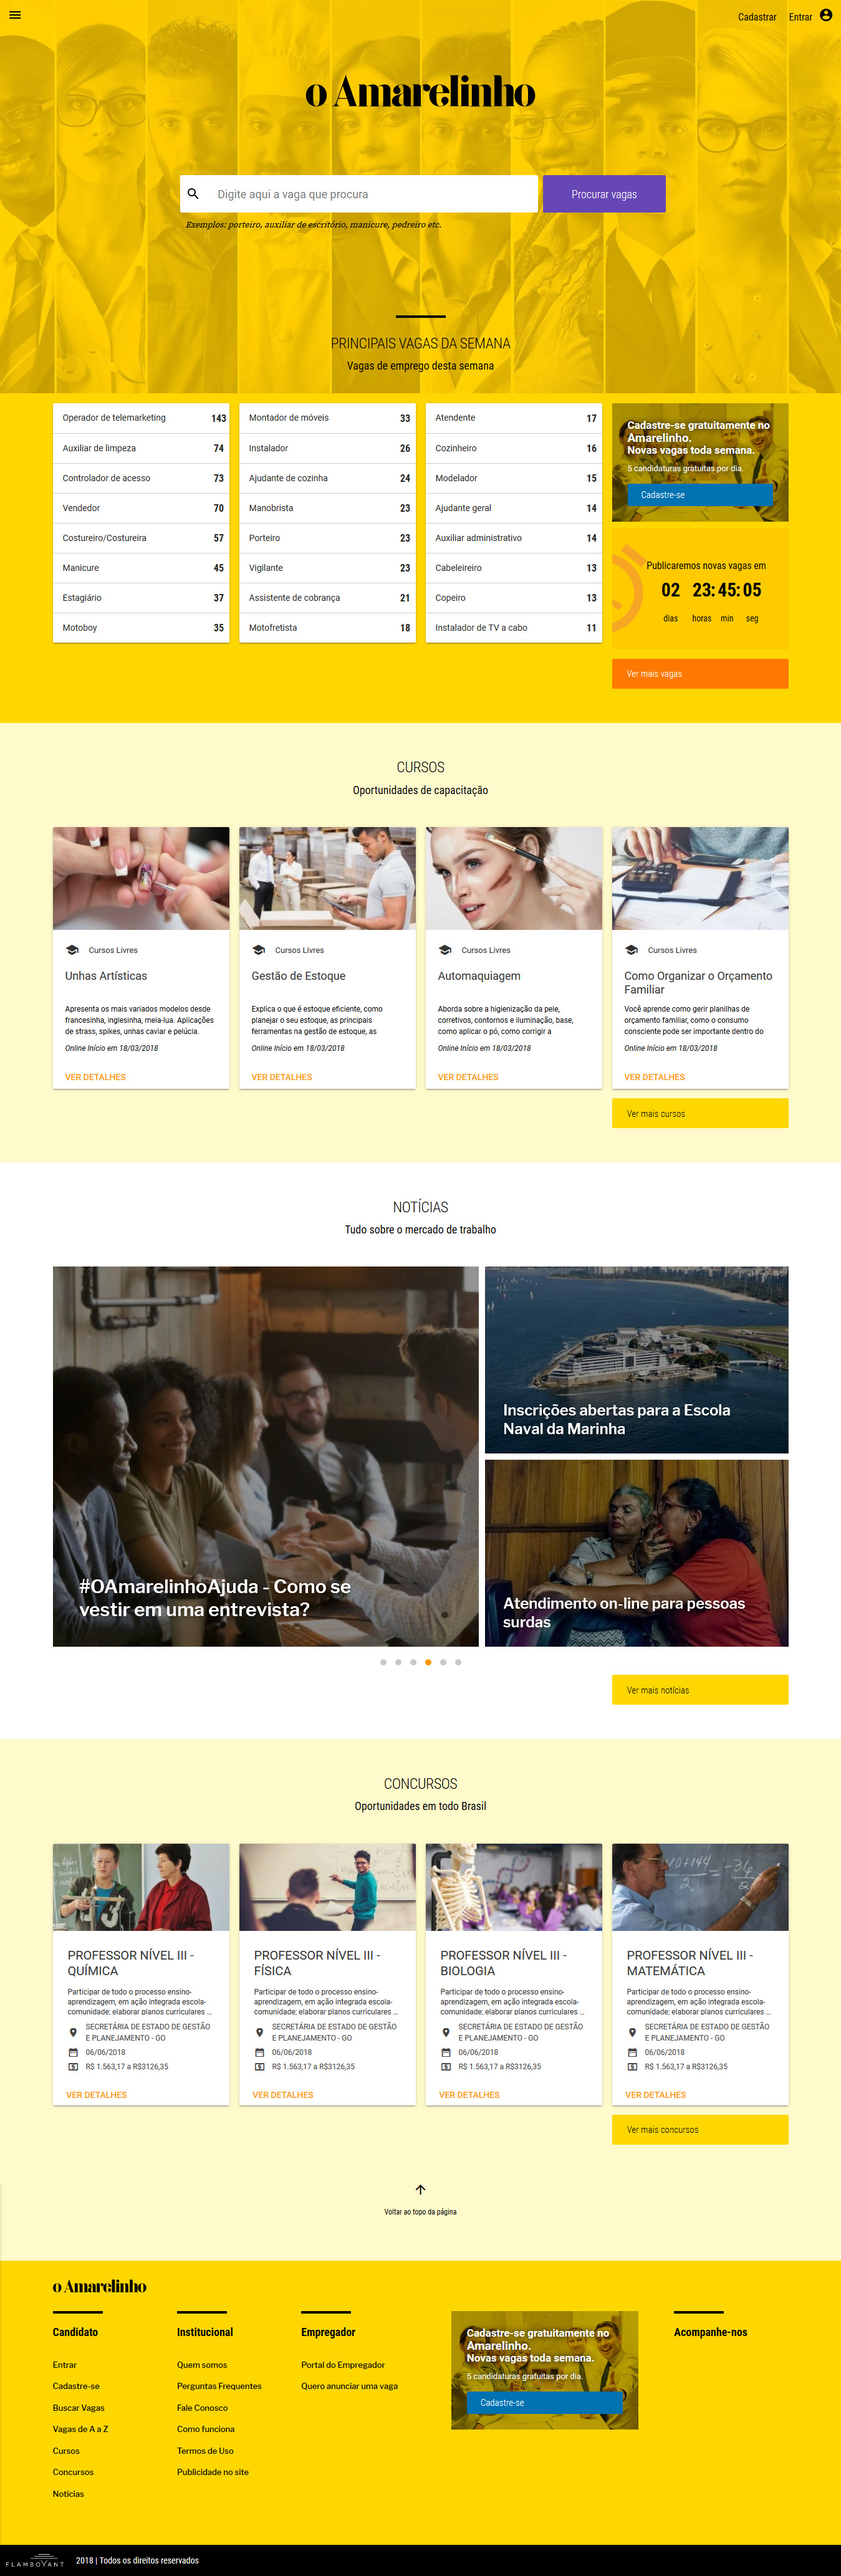 Cadastrar Entrar
o Amarelinho
Digite aqui a vaga que procura
Procurar vagas
Exemplos: porteiro, auxiliar de escritório, manicure, pedreiro etc.
PRINCIPAIS VAGAS DA SEMANA
Vagas de emprego desta semana
Operador de telemarketing 143
Auxiliar de limpeza 74
Controlador de acesso 73
Vendedor 70
Costureiro/Costureira 57
Manicure 45
Estagiário 37
Motoboy 35
Montador de móveis 33
Instalador 26
Ajudante de cozinha 24
Manobrista 23
Porteiro 23
Vigilante 23
Assistente de cobrança 21
Motofretista 18
Atendente 17
Cozinheiro 16
Modelador 15
Ajudante geral 14
Auxiliar administrativo 14
Cabeleireiro 13
Copeiro 13
Instalador de TV a cabo 11
Cadastre-se gratuitamente no
Amarelinho.
Novas vagas toda semana.
5 candidaturas gratuitas por dia.
Cadastre-se
Publicaremos novas vagas em
02 23: 45: 05
dias horas min seg
Ver mais vagas
CURSOS
Oportunidades de capacitação
Cursos Livres
Unhas Artísticas
Apresenta os mais variados modelos desde
francesinha, inglesinha, meia-lua. Aplicações
de strass, spikes, unhas caviar e pelúcia.
Online Início em 18/03/2018
VER DETALHES
Cursos Livres
Gestão de Estoque
Explica o que é estoque eficiente, como
planejar o seu estoque, as principais
ferramentas na gestão de estoque, as
Online Início em 18/03/2018
VER DETALHES
Cursos Livres
Automaquiagem
Aborda sobre a higienização da pele,
corretivos, contornos e iluminação, base,
como aplicar o pó, como corrigir a
Online Início em 18/03/2018
VER DETALHES
Cursos Livres
Como Organizar o Orçamento
Familiar
Você aprende como gerir planilhas de
orçamento familiar, como o consumo
consciente pode ser importante dentro do
Online Início em 18/03/2018
VER DETALHES
Ver mais cursos
NOTÍCIAS
Tudo sobre o mercado de trabalho
#OAmarelinhoAjuda - Como se
vestir em uma entrevista?
Inscrições abertas para a Escola
Naval da Marinha
Atendimento on-line para pessoas
surdas
Ver mais notícias
CONCURSOS
Oportunidades em todo Brasil
PROFESSOR NÍVEL III -
QUÍMICA
Participar de todo o processo ensino-
aprendizagem, em ação integrada escola-
comunidade; elaborar planos curriculares ...
SECRETÁRIA DE ESTADO DE GESTÃO
E PLANEJAMENTO - GO
06/06/2018
R$ 1.563,17 a R$3126,35
VER DETALHES
PROFESSOR NÍVEL III -
FÍSICA
Participar de todo o processo ensino-
aprendizagem, em ação integrada escola-
comunidade; elaborar planos curriculares ...
SECRETÁRIA DE ESTADO DE GESTÃO
E PLANEJAMENTO - GO
06/06/2018
R$ 1.563,17 a R$3126,35
VER DETALHES
PROFESSOR NÍVEL III -
BIOLOGIA
Participar de todo o processo ensino-
aprendizagem, em ação integrada escola-
comunidade; elaborar planos curriculares ...
SECRETÁRIA DE ESTADO DE GESTÃO
E PLANEJAMENTO - GO
06/06/2018
R$ 1.563,17 a R$3126,35
VER DETALHES
PROFESSOR NÍVEL III -
MATEMÁTICA
Participar de todo o processo ensino-
aprendizagem, em ação integrada escola-
comunidade; elaborar planos curriculares ...
SECRETÁRIA DE ESTADO DE GESTÃO
E PLANEJAMENTO - GO
06/06/2018
R$ 1.563,17 a R$3126,35
VER DETALHES
Ver mais concursos
Voltar ao topo da página
o Amarelinho
Candidato
Entrar
Cadastre-se
Buscar Vagas
Vagas de A a Z
Cursos
Concursos
Notícias
Institucional
Quem somos
Perguntas Frequentes
Fale Conosco
Como funciona
Termos de Uso
Publicidade no site
Empregador
Portal do Empregador
Quero anunciar uma vaga
Cadastre-se gratuitamente no
Amarelinho.
Novas vagas toda semana.
5 candidaturas gratuitas por dia.
Cadastre-se
Acompanhe-nos
FLAMBOYANT
2018 | Todos os direitos reservados